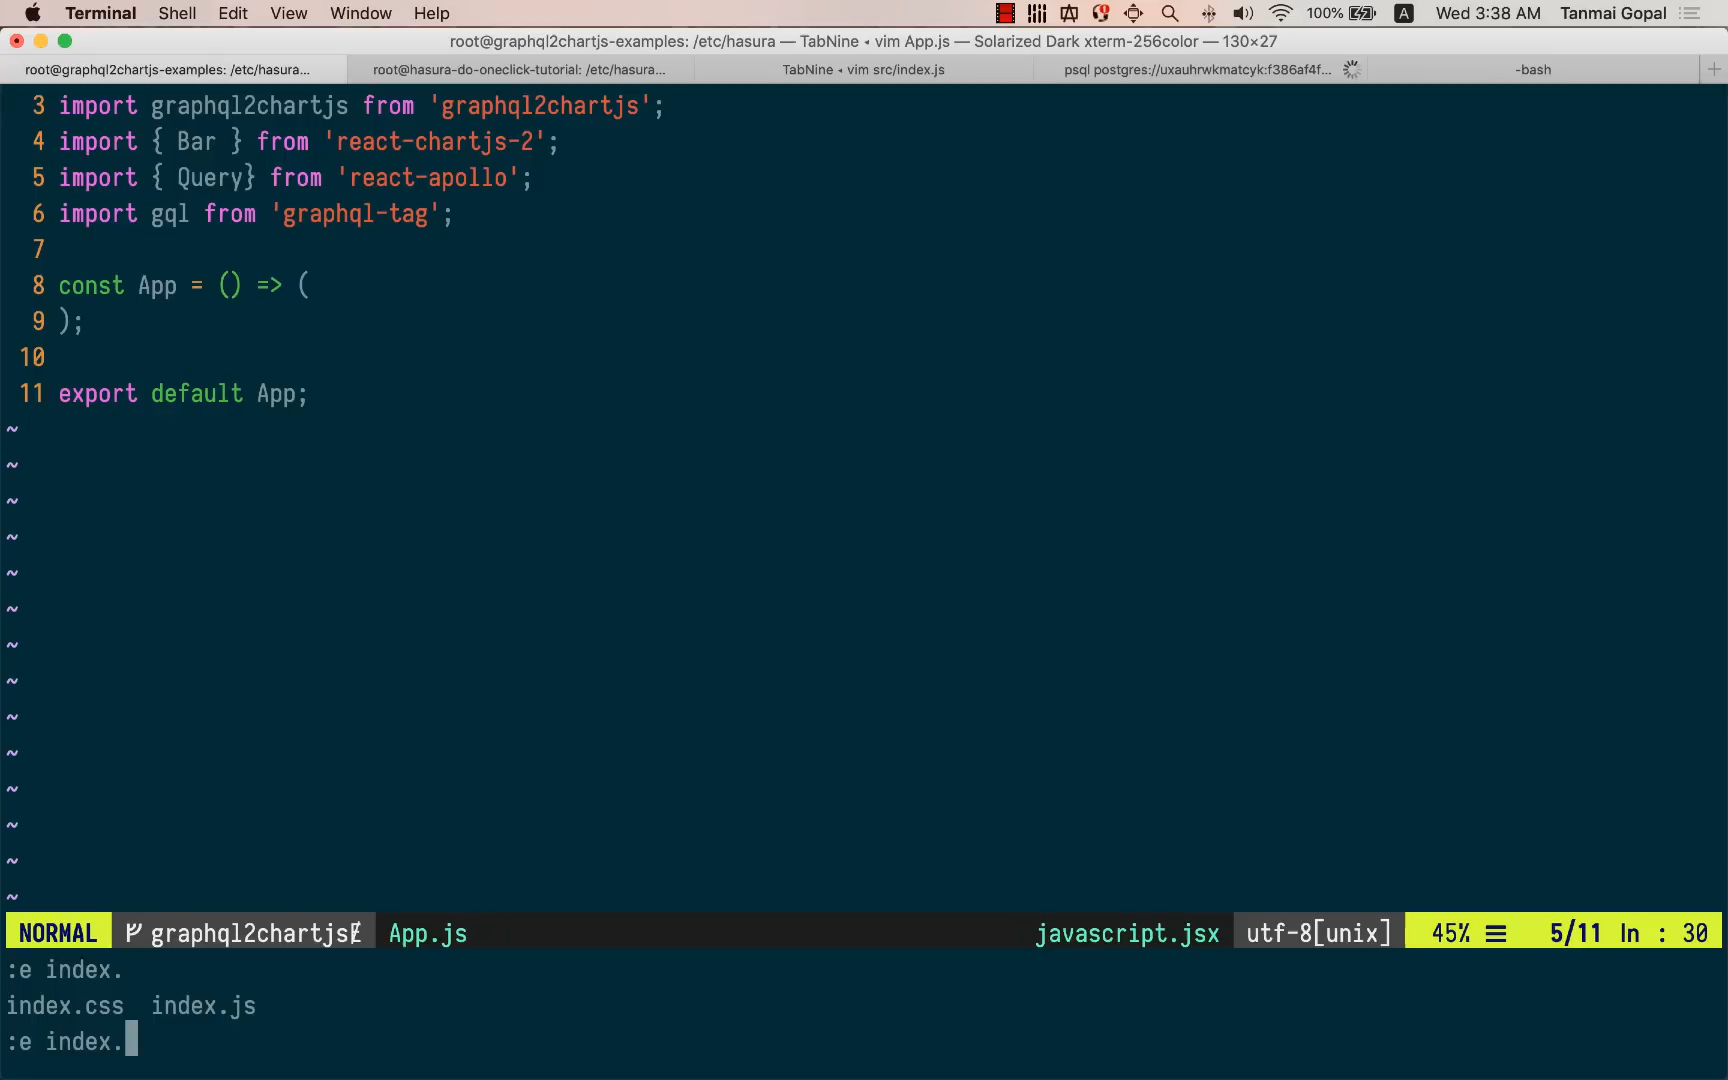 Terminal Shell Edit View Window Help 100% A Wed 3:38 AM Tanmai Gopal
root@graphql2chartjs-examples: /etc/hasura — TabNine ◂ vim App.js — Solarized Dark xterm-256color — 130×27
root@graphql2chartjs-examples: /etc/hasura... root@hasura-do-oneclick-tutorial: /etc/hasura... TabNine ◂ vim src/index.js psql postgres://uxauhrwkmatcyk:f386af4f... -bash
3 import graphql2chartjs from 'graphql2chartjs';
4 import { Bar } from 'react-chartjs-2';
5 import { Query} from 'react-apollo';
6 import gql from 'graphql-tag';
7
8 const App = () => (
9 );
10
11 export default App;
~
~
~
~
~
~
~
~
~
~
~
~
~
~
NORMAL graphql2chartjs App.js javascript.jsx utf-8[unix] 45% ☰ 5/11 ln : 30
:e index.
index.css index.js
:e index.